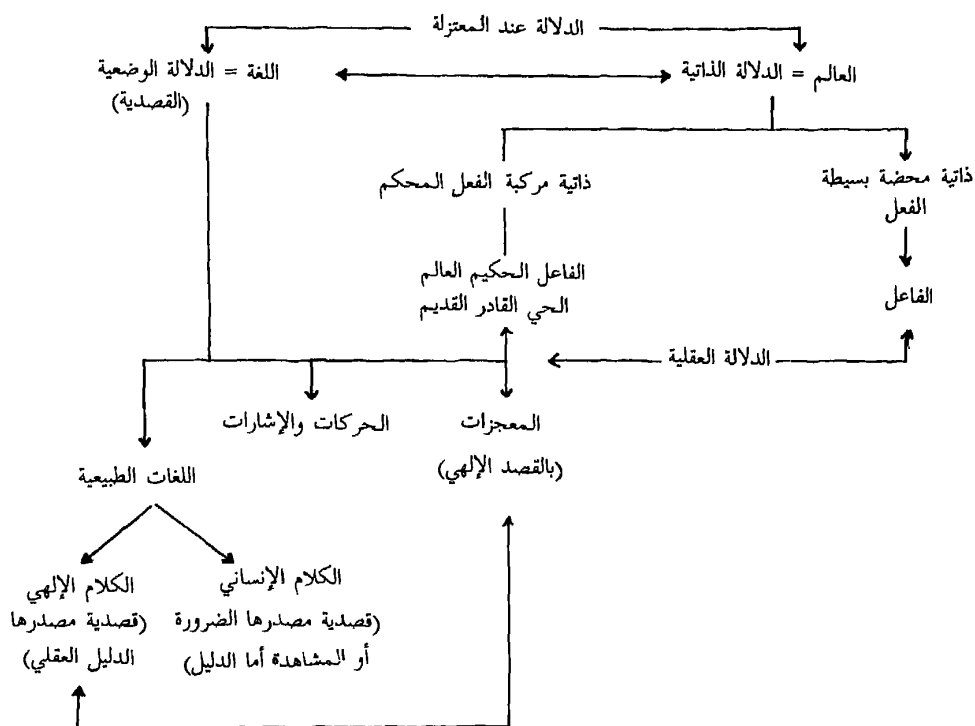 الدلالة عند المعتزلة
العالم = الدلالة الذاتية
اللغة = الدلالة الوضعية
(القصدية)
ذاتية محضة بسيطة
الفعل
ذاتية مركبة الفعل المحكم
الفاعل
الفاعل الحكيم العالم
الحي القادر القديم
الدلالة العقلية
المعجزات
(بالقصد الإلهي)
الحركات والإشارات
اللغات الطبيعية
الكلام الإنساني
(قصدية مصدرها الضرورة
أو المشاهدة أما الدليل)
الكلام الإلهي
(قصدية مصدرها
الدليل العقلي)